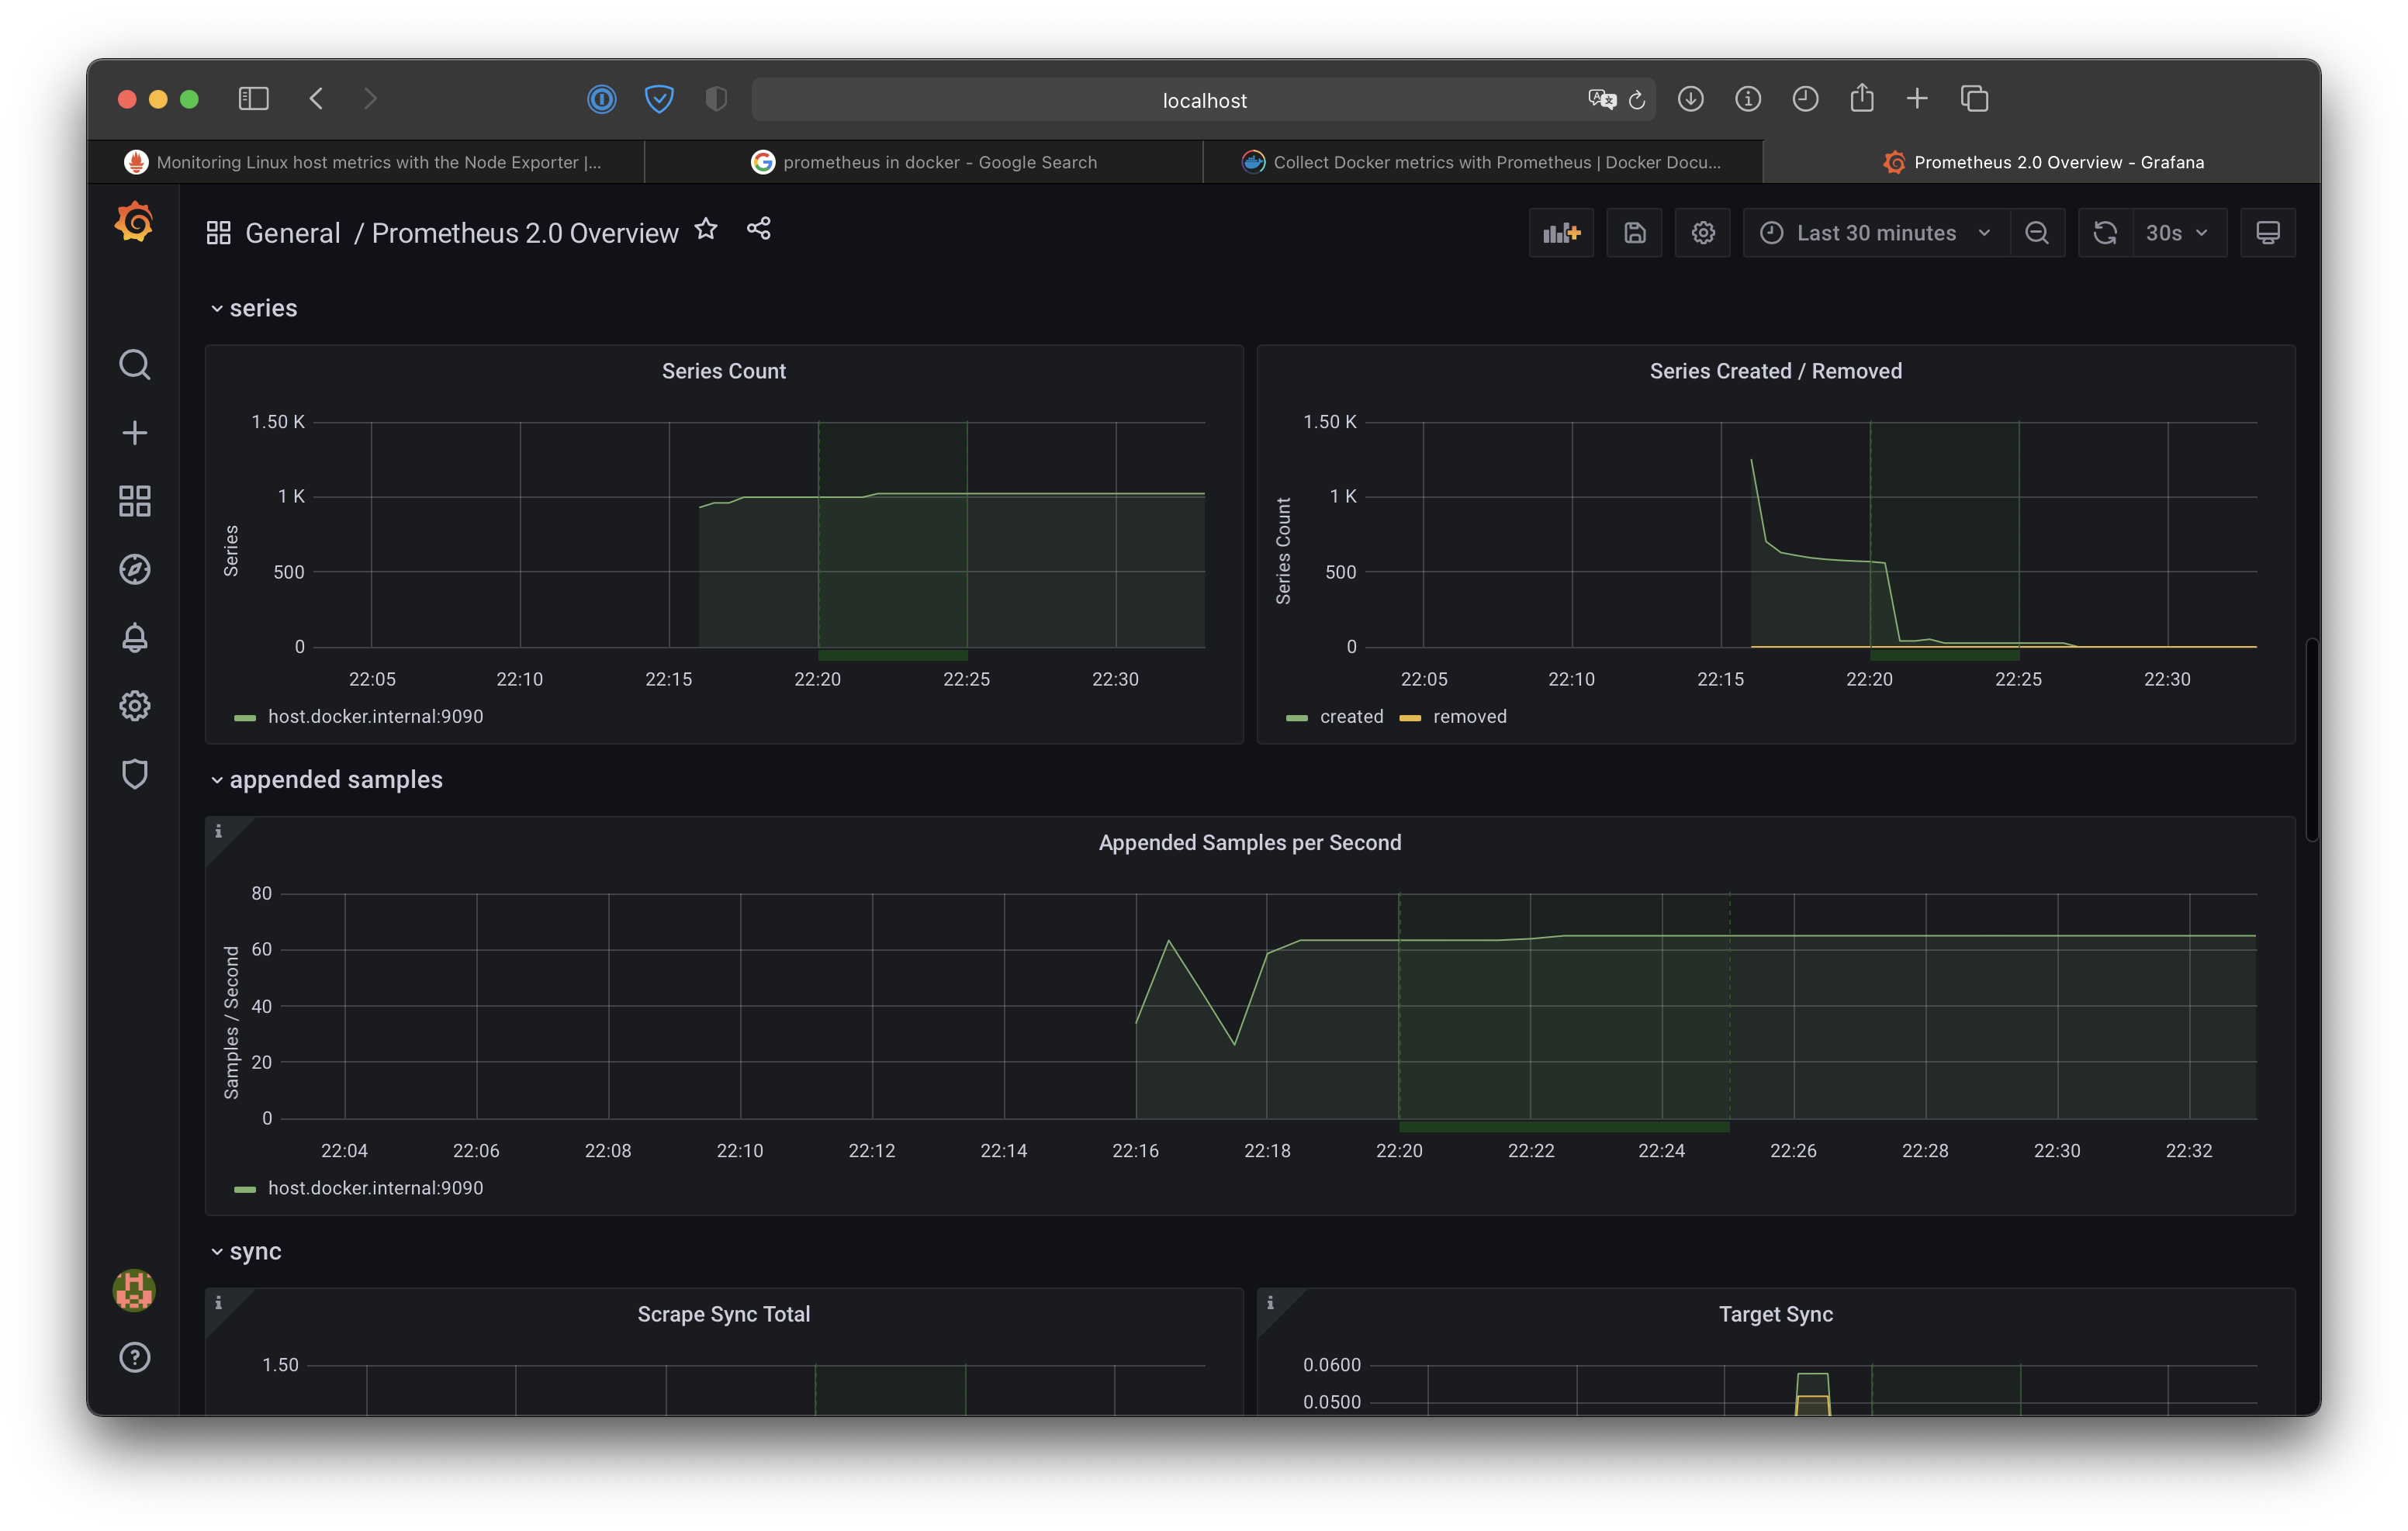 localhost
Monitoring Linux host metrics with the Node Exporter |...
prometheus in docker - Google Search
Collect Docker metrics with Prometheus | Docker Docu...
Prometheus 2.0 Overview - Grafana
General / Prometheus 2.0 Overview
Last 30 minutes
30s
series
Series Count
Series
1.50 K
1 K
500
0
22:05 22:10 22:15 22:20 22:25 22:30
host.docker.internal:9090
Series Created / Removed
Series Count
1.50 K
1 K
500
0
22:05 22:10 22:15 22:20 22:25 22:30
created removed
appended samples
Appended Samples per Second
Samples / Second
80
60
40
20
0
22:04 22:06 22:08 22:10 22:12 22:14 22:16 22:18 22:20 22:22 22:24 22:26 22:28 22:30 22:32
host.docker.internal:9090
sync
Scrape Sync Total
1.50
Target Sync
0.0600
0.0500